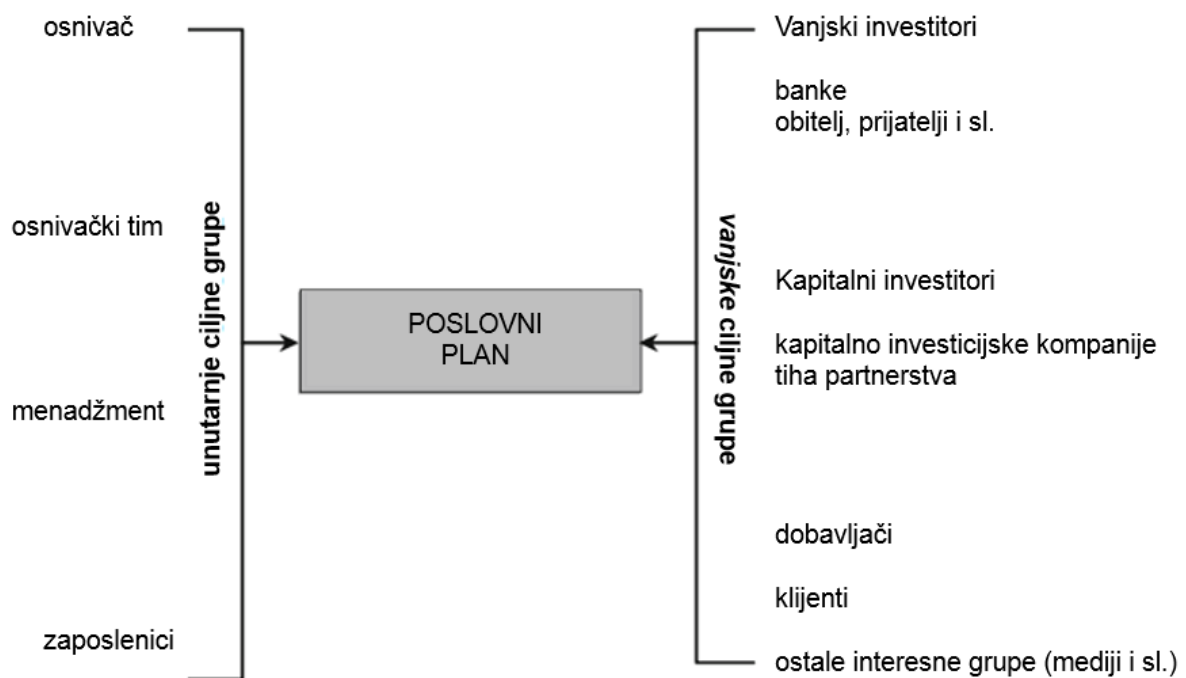 osnivač
osnivački tim
menadžment
zaposlenici
unutarnje ciljne grupe
POSLOVNI
PLAN
vanjske ciljne grupe
Vanjski investitori
banke
obitelj, prijatelji i sl.
Kapitalni investitori
kapitalno investicijske kompanije
tiha partnerstva
dobavljači
klijenti
ostale interesne grupe (mediji i sl.)